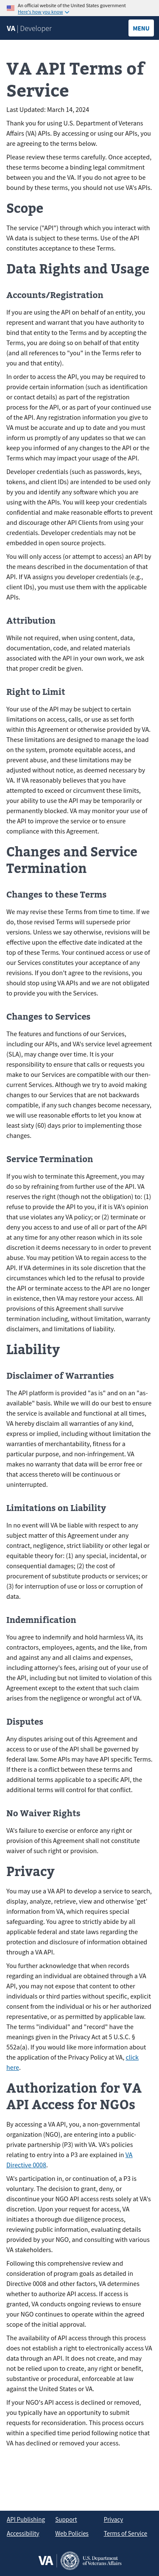 An official website of the United States government
Here's how you know
VA | Developer
MENU
VA API Terms of
Service
Last Updated: March 14, 2024
Thank you for using U.S. Department of Veterans
Affairs (VA) APIs. By accessing or using our APIs, you
are agreeing to the terms below.
Please review these terms carefully. Once accepted,
these terms become a binding legal commitment
between you and the VA. If you do not agree to be
bound by these terms, you should not use VA's APIs.
Scope
The service ("API") through which you interact with
VA data is subject to these terms. Use of the API
constitutes acceptance to these Terms.
Data Rights and Usage
Accounts/Registration
If you are using the API on behalf of an entity, you
represent and warrant that you have authority to
bind that entity to the Terms and by accepting the
Terms, you are doing so on behalf of that entity
(and all references to "you" in the Terms refer to
you and that entity).
In order to access the API, you may be required to
provide certain information (such as identification
or contact details) as part of the registration
process for the API, or as part of your continued use
of the API. Any registration information you give to
VA must be accurate and up to date and you must
inform us promptly of any updates so that we can
keep you informed of any changes to the API or the
Terms which may impact your usage of the API.
Developer credentials (such as passwords, keys,
tokens, and client IDs) are intended to be used only
by you and identify any software which you are
using with the APIs. You will keep your credentials
confidential and make reasonable efforts to prevent
and discourage other API Clients from using your
credentials. Developer credentials may not be
embedded in open source projects.
You will only access (or attempt to access) an API by
the means described in the documentation of that
API. If VA assigns you developer credentials (e.g.,
client IDs), you must use them with the applicable
APIs.
Attribution
While not required, when using content, data,
documentation, code, and related materials
associated with the API in your own work, we ask
that proper credit be given.
Right to Limit
Your use of the API may be subject to certain
limitations on access, calls, or use as set forth
within this Agreement or otherwise provided by VA.
These limitations are designed to manage the load
on the system, promote equitable access, and
prevent abuse, and these limitations may be
adjusted without notice, as deemed necessary by
VA. If VA reasonably believes that you have
attempted to exceed or circumvent these limits,
your ability to use the API may be temporarily or
permanently blocked. VA may monitor your use of
the API to improve the service or to ensure
compliance with this Agreement.
Changes and Service
Termination
Changes to these Terms
We may revise these Terms from time to time. If we
do, those revised Terms will supersede prior
versions. Unless we say otherwise, revisions will be
effective upon the effective date indicated at the
top of these Terms. Your continued access or use of
our Services constitutes your acceptance of any
revisions. If you don't agree to the revisions, you
should stop using VA's APIs and we are not obligated
to provide you with the Services.
Changes to Services
The features and functions of our Services,
including our APIs, and VA's service level agreement
(SLA), may change over time. It is your
responsibility to ensure that calls or requests you
make to our Services are compatible with our then-
current Services. Although we try to avoid making
changes to our Services that are not backwards
compatible, if any such changes become necessary,
we will use reasonable efforts to let you know at
least sixty (60) days prior to implementing those
changes.
Service Termination
If you wish to terminate this Agreement, you may
do so by refraining from further use of the API. VA
reserves the right (though not the obligation) to: (1)
refuse to provide the API to you, if it is VA's opinion
that use violates any VA policy; or (2) terminate or
deny you access to and use of all or part of the API
at any time for any other reason which in its sole
discretion it deems necessary, including to prevent
abuse. You may petition VA to regain access to the
API. If VA determines in its sole discretion that the
circumstances which led to the refusal to provide
the API or terminate access to the API no longer
exist, then VA may restore your access. All
provisions of this Agreement shall survive
termination including, without limitation, warranty
disclaimers, and limitations of liability.
Liability
Disclaimer of Warranties
The API platform is provided "as is" and on an "as-
available" basis. While we will do our best to ensure
the service is available and functional at all times,
VA hereby disclaim all warranties of any kind,
express or implied, including without limitation the
warranties of merchantability, fitness for a
particular purpose, and non-infringement. VA
makes no warranty that data will be error free or
that access will be continuous or
uninterrupted.
Limitations on Liability
In no event will VA be liable with respect to any
subject matter of this Agreement under any
contract, negligence, strict liability or other legal or
equitable theory for: (1) any special, incidental, or
consequential damages; (2) the cost of
procurement of substitute products or services; or
(3) for interruption of use or loss or corruption of
data.
Indemnification
You agree to indemnify and hold harmless VA, its
contractors, employees, agents, and the like, from
and against any and all claims and expenses,
including attorney's fees, arising out of your use of
the API, including but not limited to violation of this
Agreement, except to the extent that such claim
arises from the negligence or wrongful act of VA.
Disputes
Any disputes arising out of this Agreement and
access to or use of the API shall be governed by
federal law. Some APIs may have API specific Terms.
If there is conflict between these terms and
additional terms applicable to a specific API, the
additional terms will control for that conflict.
No Waiver Rights
VA's failure to exercise or enforce any right or
provision of this Agreement shall not constitute
waiver of such right or provision.
Privacy
You may use a VA API to develop a service to search,
display, analyze, retrieve, view and otherwise 'get'
information from VA, which requires special
safeguarding. You agree to strictly abide by all
applicable federal and state laws regarding the
protection and disclosure of information obtained
through a VA API.
You further acknowledge that when records
regarding an individual are obtained through a VA
API, you may not expose that content to other
individuals or third parties without specific, explicit
consent from the individual or his or her authorized
representative, or as permitted by applicable law.
The terms "individual" and "record" have the
meanings given in the Privacy Act at 5 U.S.C. §
552a(a). If you would like more information about
the application of the Privacy Policy at VA, click
here.
Authorization for VA
API Access for NGOs
By accessing a VA API, you, a non-governmental
organization (NGO), are entering into a public-
private partnership (P3) with VA. VA's policies
relating to entry into a P3 are explained in VA
Directive 0008.
VA's participation in, or continuation of, a P3 is
voluntary. The decision to grant, deny, or
discontinue your NGO API access rests solely at VA's
discretion. Upon your request for access, VA
initiates a thorough due diligence process,
reviewing public information, evaluating details
provided by you, and consulting with various VA
stakeholders.
Following this comprehensive review and
consideration of program goals as detailed in
Directive 0008 and other factors, VA determines
whether to authorize API access. If access is
granted, VA conducts ongoing reviews to ensure
your NGO continues to operate within the agreed
scope of the initial approval.
The availability of API access through this process
does not establish a right to electronically access VA
data through an API. It does not create, and may
not be relied upon to create, any right or benefit,
substantive or procedural, enforceable at law
against the United States or VA.
If your NGO's API access is declined or removed,
you typically have an opportunity to submit
requests for reconsideration. This process occurs
within a specified time period following notice that
VA has declined or removed your access.
API Publishing
Support
Privacy
Accessibility
Web Policies
Terms of Service
VA
U.S. Department
of Veterans Affairs